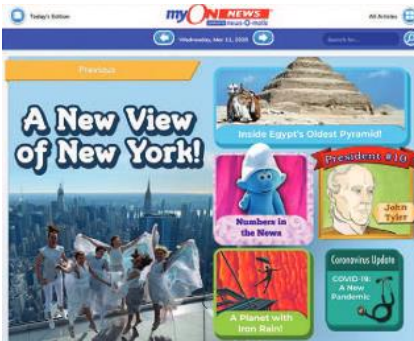 Today's Edition
myON NEWS
news-O-matic
All Articles
Wednesday, Mar 11, 2020
Search for...
Previous
A New View
of New York!
Inside Egypt's Oldest Pyramid!
Numbers in
the News
President #10
John
Tyler
A Planet with
Iron Rain!
Coronavirus Update
COVID-19:
A New
Pandemic